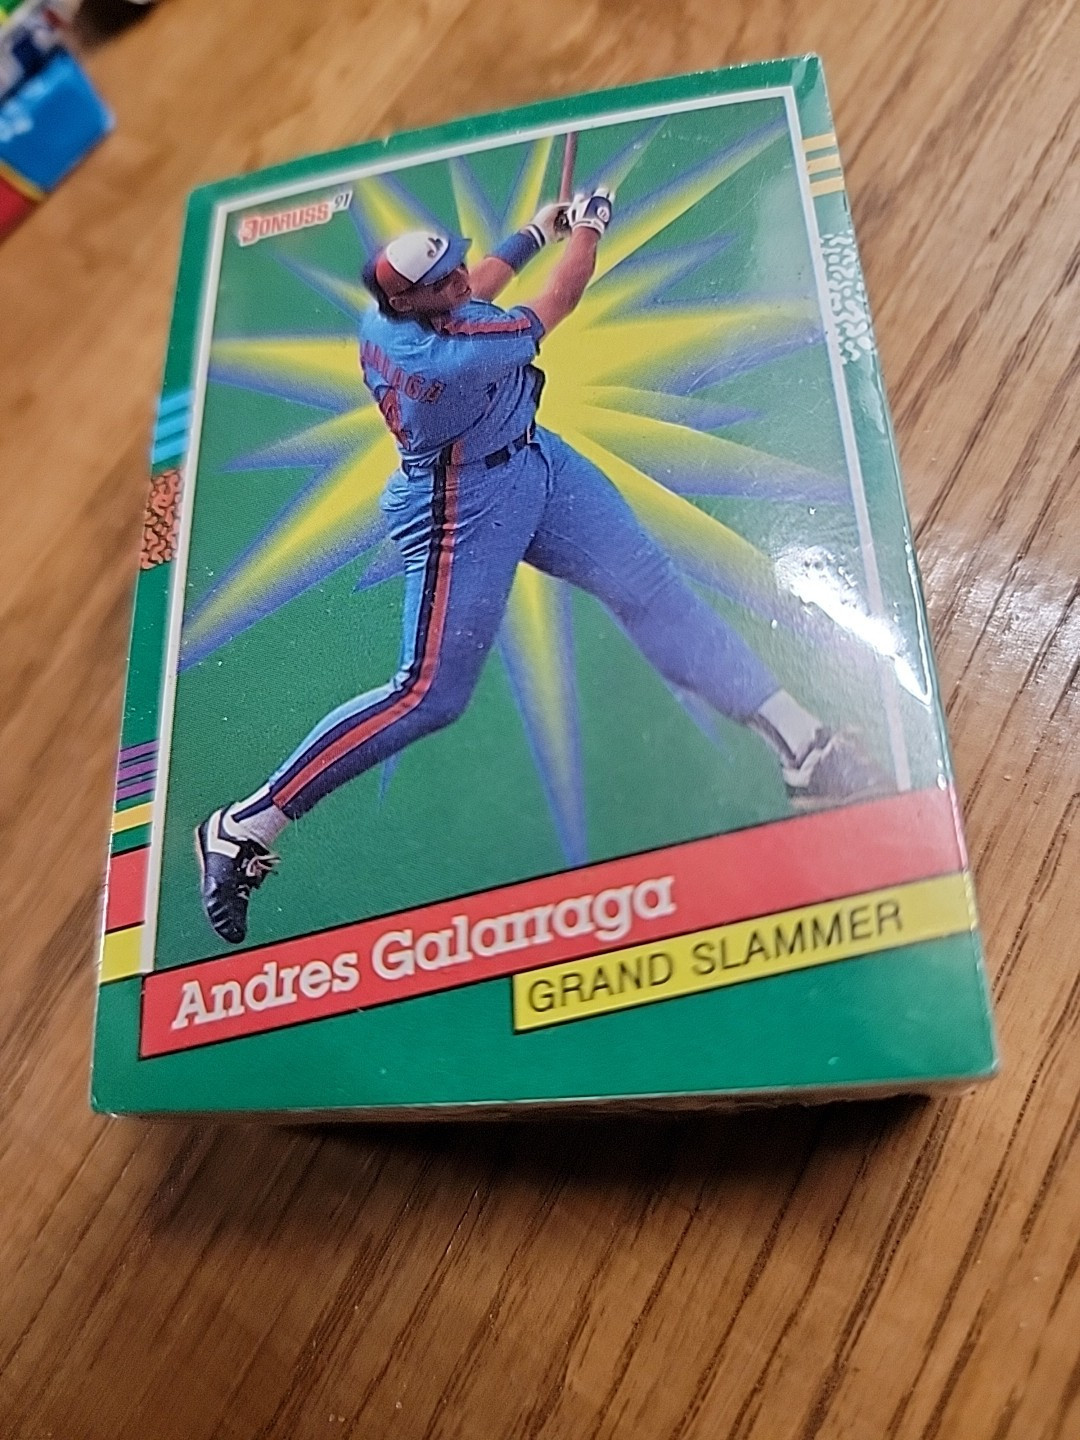 DONRUSS '91
Andres Galarraga
GRAND SLAMMER